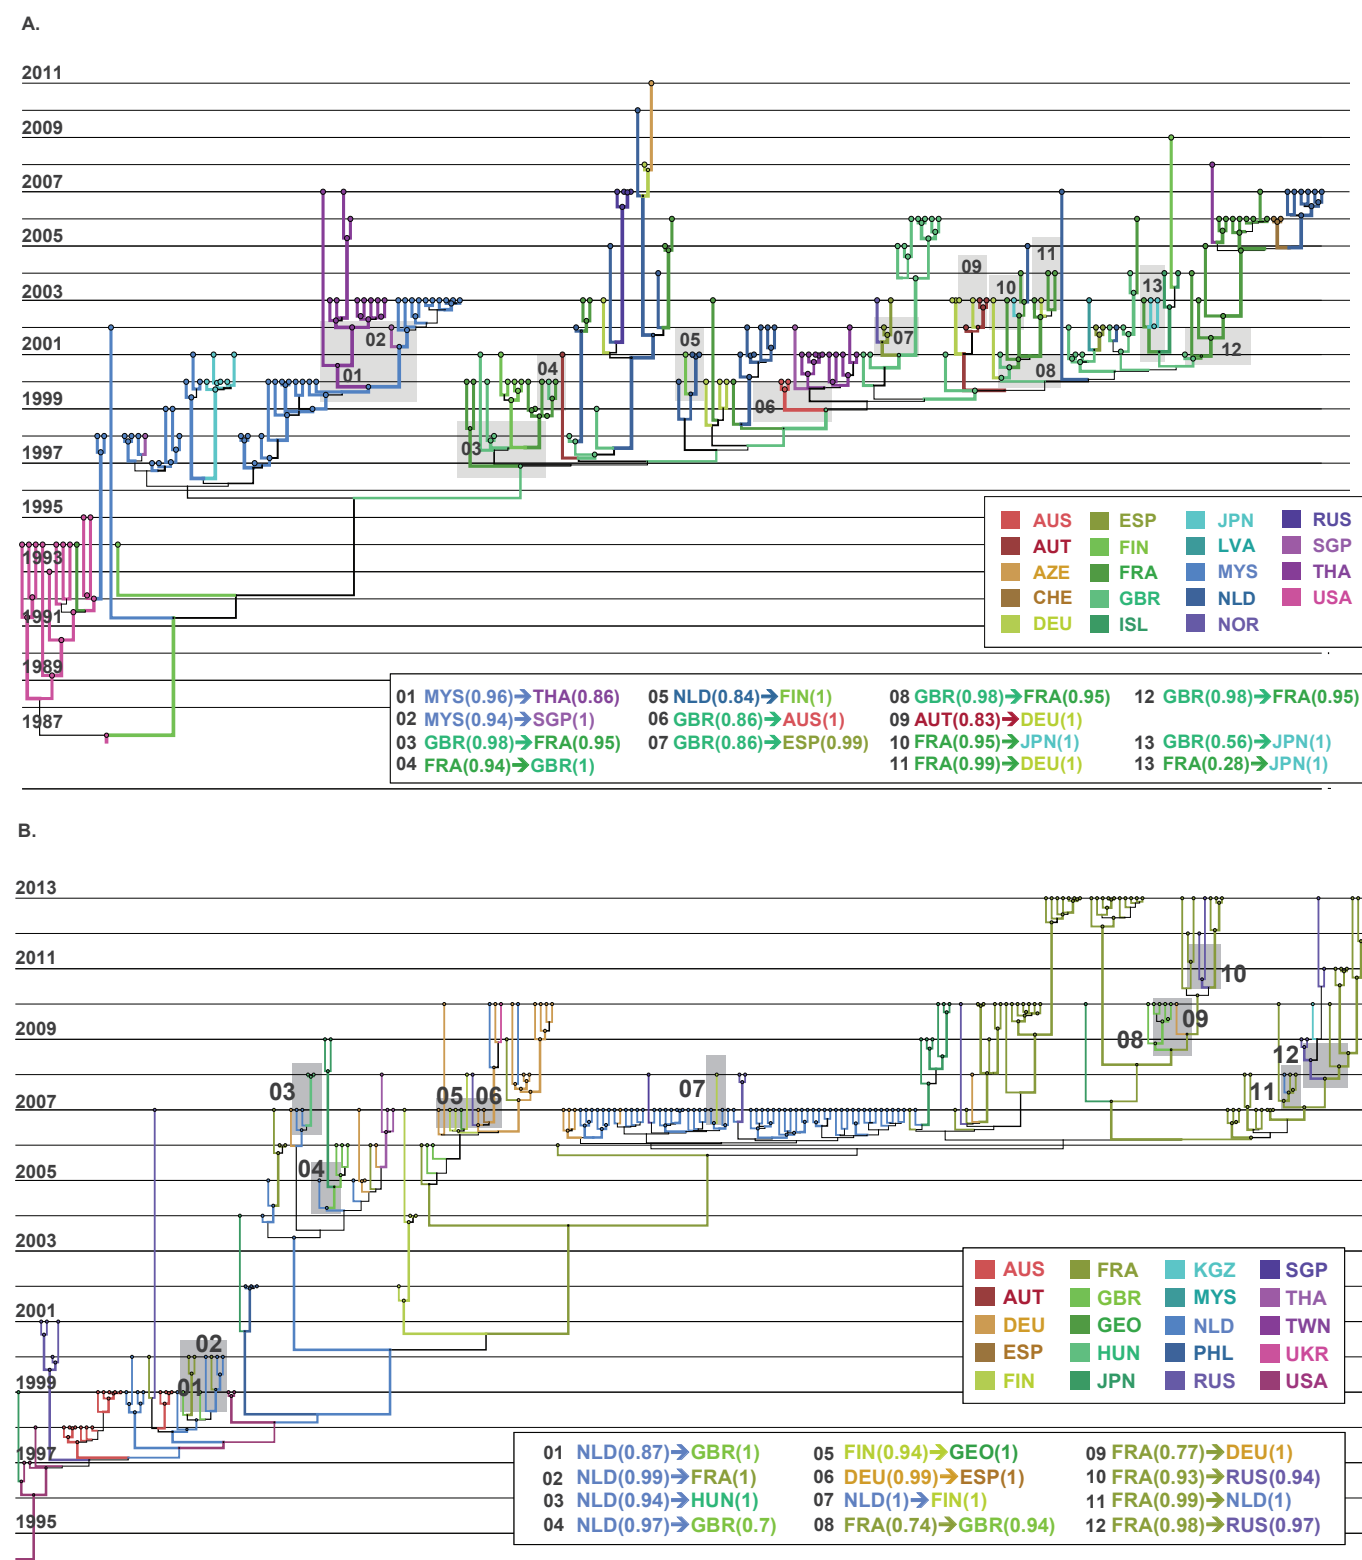 A.
2011
2009
2007
2005
11
09
2003
13
10
02
05
07
2001
12
04
01
08
1999
06
03
1997
1995
AUS ESP JPN RUS
1993
AUT FIN LVA SGP
AZE FRA MYS THA
CHE GBR NLD USA
1991
DEU ISL NOR
1989
01 MYS(0.96)➔THA(0.86) 05 NLD(0.84)➔FIN(1) 08 GBR(0.98)➔FRA(0.95) 12 GBR(0.98)➔FRA(0.95)
1987
02 MYS(0.94)➔SGP(1) 06 GBR(0.86)➔AUS(1) 09 AUT(0.83)➔DEU(1)
03 GBR(0.98)➔FRA(0.95) 07 GBR(0.86)➔ESP(0.99) 10 FRA(0.95)➔JPN(1) 13 GBR(0.56)➔JPN(1)
04 FRA(0.94)➔GBR(1) 11 FRA(0.99)➔DEU(1) 13 FRA(0.28)➔JPN(1)
B.
2013
2011
10
2009
09
08
12
03
05 06
07
11
2007
04
2005
2003
AUS FRA KGZ SGP
AUT GBR MYS THA
2001
DEU GEO NLD TWN
02
ESP HUN PHL UKR
01
1999
FIN JPN RUS USA
1997
01 NLD(0.87)➔GBR(1) 05 FIN(0.94)➔GEO(1) 09 FRA(0.77)➔DEU(1)
02 NLD(0.99)➔FRA(1) 06 DEU(0.99)➔ESP(1) 10 FRA(0.93)➔RUS(0.94)
03 NLD(0.94)➔HUN(1) 07 NLD(1)➔FIN(1) 11 FRA(0.99)➔NLD(1)
04 NLD(0.97)➔GBR(0.7) 08 FRA(0.74)➔GBR(0.94) 12 FRA(0.98)➔RUS(0.97)
1995